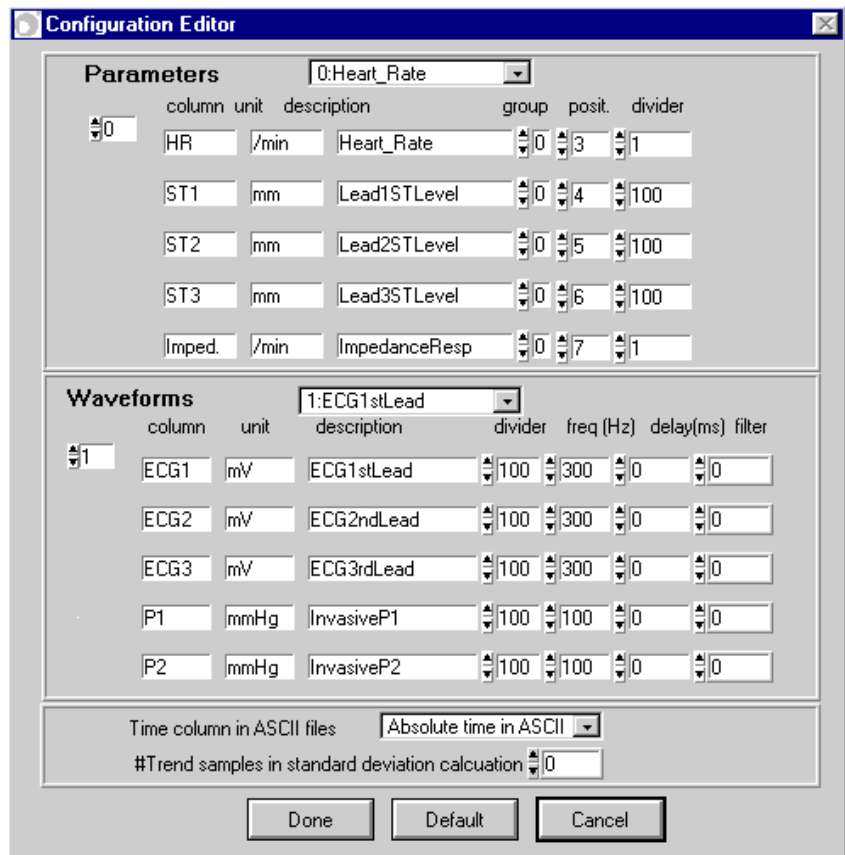 Configuration Editor
Parameters 0:Heart_Rate
column unit description group posit. divider
0
HR /min Heart_Rate 0 3 1
ST1 mm Lead1STLevel 0 4 100
ST2 mm Lead2STLevel 0 5 100
ST3 mm Lead3STLevel 0 6 100
Imped. /min ImpedanceResp 0 7 1
Waveforms 1:ECG1stLead
column unit description divider freq (Hz) delay(ms) filter
1
ECG1 mV ECG1stLead 100 300 0 0
ECG2 mV ECG2ndLead 100 300 0 0
ECG3 mV ECG3rdLead 100 300 0 0
P1 mmHg InvasiveP1 100 100 0 0
P2 mmHg InvasiveP2 100 100 0 0
Time column in ASCII files Absolute time in ASCII
#Trend samples in standard deviation calcuation 0
Done Default Cancel